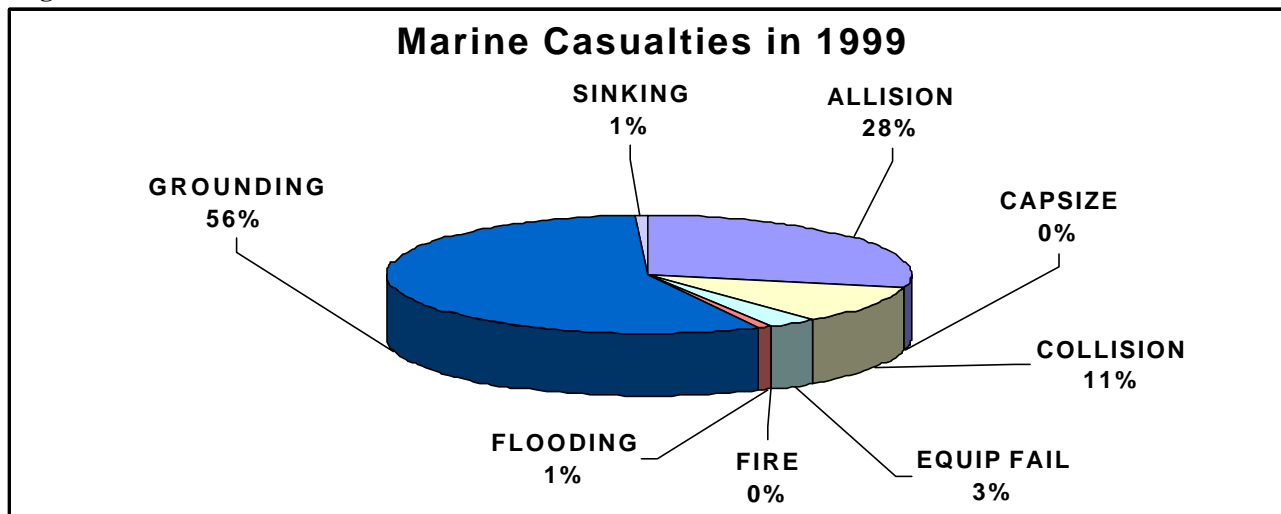 Marine Casualties in 1999
SINKING
1%
ALLISION
28%
GROUNDING
56%
CAPSIZE
0%
COLLISION
11%
FLOODING
1%
FIRE
0%
EQUIP FAIL
3%